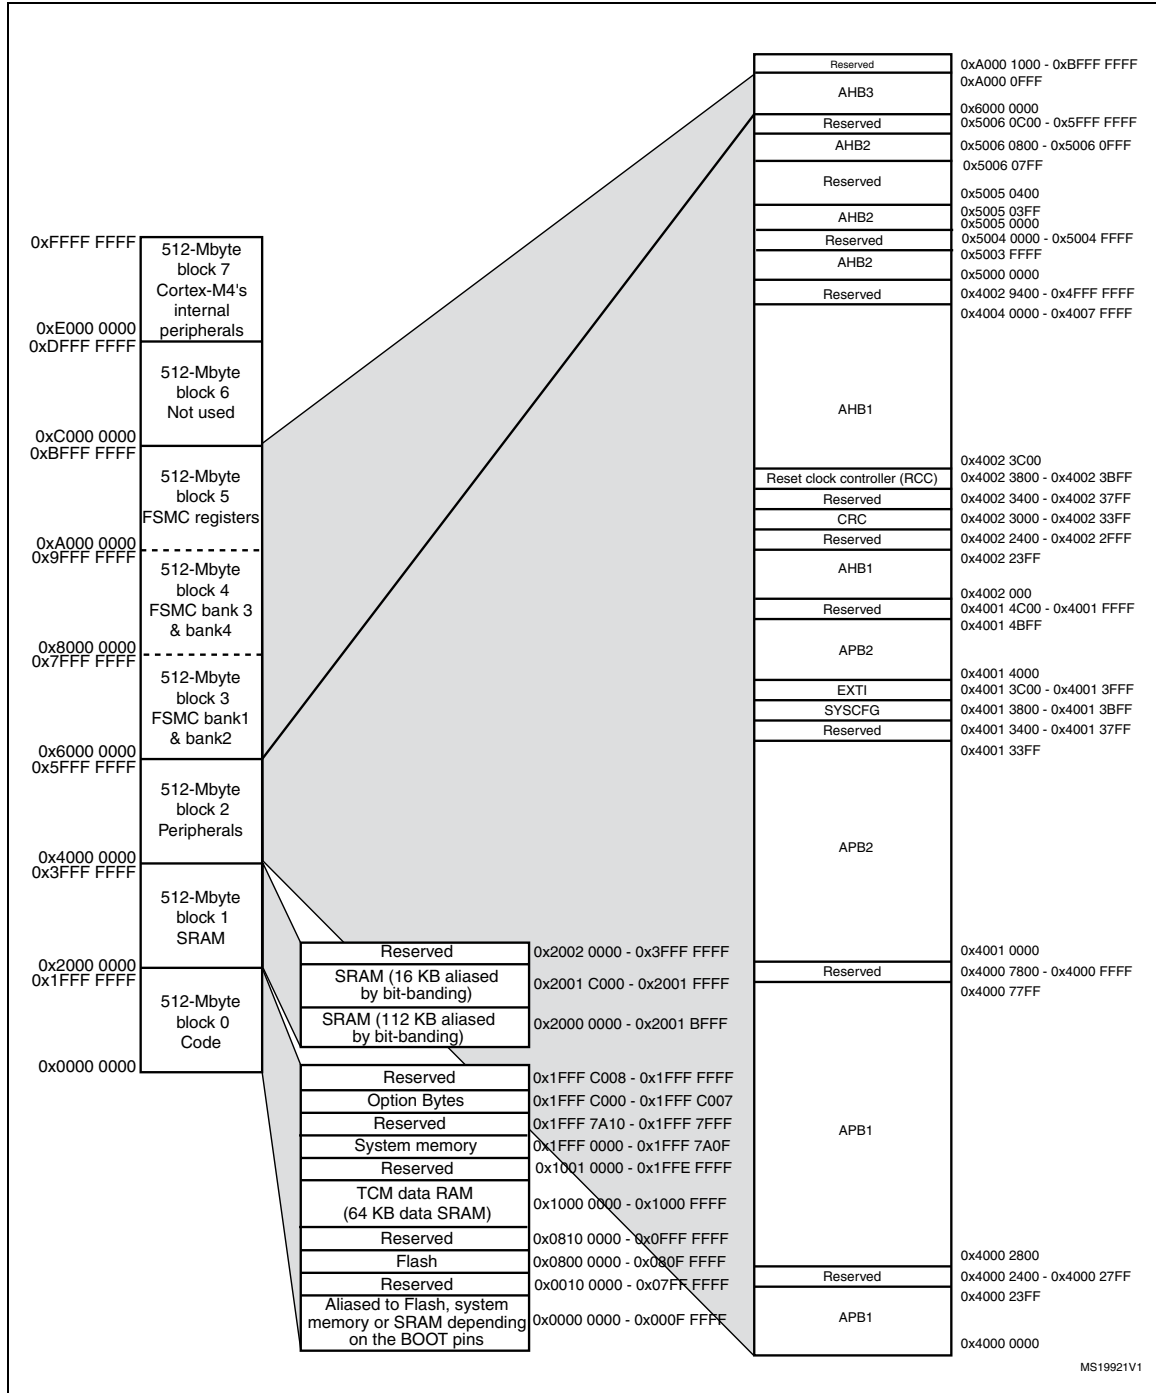 0xFFFF FFFF
512-Mbyte
block 7
Cortex-M4's
internal
peripherals
0xE000 0000
0xDFFF FFFF
512-Mbyte
block 6
Not used
0xC000 0000
0xBFFF FFFF
512-Mbyte
block 5
FSMC registers
0xA000 0000
0x9FFF FFFF
512-Mbyte
block 4
FSMC bank 3
& bank4
0x8000 0000
0x7FFF FFFF
512-Mbyte
block 3
FSMC bank1
& bank2
0x6000 0000
0x5FFF FFFF
512-Mbyte
block 2
Peripherals
0x4000 0000
0x3FFF FFFF
512-Mbyte
block 1
SRAM
0x2000 0000
0x1FFF FFFF
512-Mbyte
block 0
Code
0x0000 0000
Reserved 0x2002 0000 - 0x3FFF FFFF
SRAM (16 KB aliased
by bit-banding)
0x2001 C000 - 0x2001 FFFF
SRAM (112 KB aliased
by bit-banding)
0x2000 0000 - 0x2001 BFFF
Reserved 0x1FFF C008 - 0x1FFF FFFF
Option Bytes 0x1FFF C000 - 0x1FFF C007
Reserved 0x1FFF 7A10 - 0x1FFF 7FFF
System memory 0x1FFF 0000 - 0x1FFF 7A0F
Reserved 0x1001 0000 - 0x1FFE FFFF
TCM data RAM
(64 KB data SRAM)
0x1000 0000 - 0x1000 FFFF
Reserved 0x0810 0000 - 0x0FFF FFFF
Flash 0x0800 0000 - 0x080F FFFF
Reserved 0x0010 0000 - 0x07FF FFFF
Aliased to Flash, system
memory or SRAM depending
on the BOOT pins
0x0000 0000 - 0x000F FFFF
Reserved 0xA000 1000 - 0xBFFF FFFF
0xA000 0FFF
AHB3
0x6000 0000
Reserved 0x5006 0C00 - 0x5FFF FFFF
AHB2 0x5006 0800 - 0x5006 0FFF
0x5006 07FF
Reserved
0x5005 0400
0x5005 03FF
AHB2
0x5005 0000
Reserved 0x5004 0000 - 0x5004 FFFF
0x5003 FFFF
AHB2
0x5000 0000
Reserved 0x4002 9400 - 0x4FFF FFFF
0x4004 0000 - 0x4007 FFFF
AHB1
0x4002 3C00
Reset clock controller (RCC) 0x4002 3800 - 0x4002 3BFF
Reserved 0x4002 3400 - 0x4002 37FF
CRC 0x4002 3000 - 0x4002 33FF
Reserved 0x4002 2400 - 0x4002 2FFF
0x4002 23FF
AHB1
0x4002 000
Reserved 0x4001 4C00 - 0x4001 FFFF
0x4001 4BFF
APB2
0x4001 4000
EXTI 0x4001 3C00 - 0x4001 3FFF
SYSCFG 0x4001 3800 - 0x4001 3BFF
Reserved 0x4001 3400 - 0x4001 37FF
0x4001 33FF
APB2
0x4001 0000
Reserved 0x4000 7800 - 0x4000 FFFF
0x4000 77FF
APB1
0x4000 2800
Reserved 0x4000 2400 - 0x4000 27FF
0x4000 23FF
APB1
0x4000 0000
MS19921V1